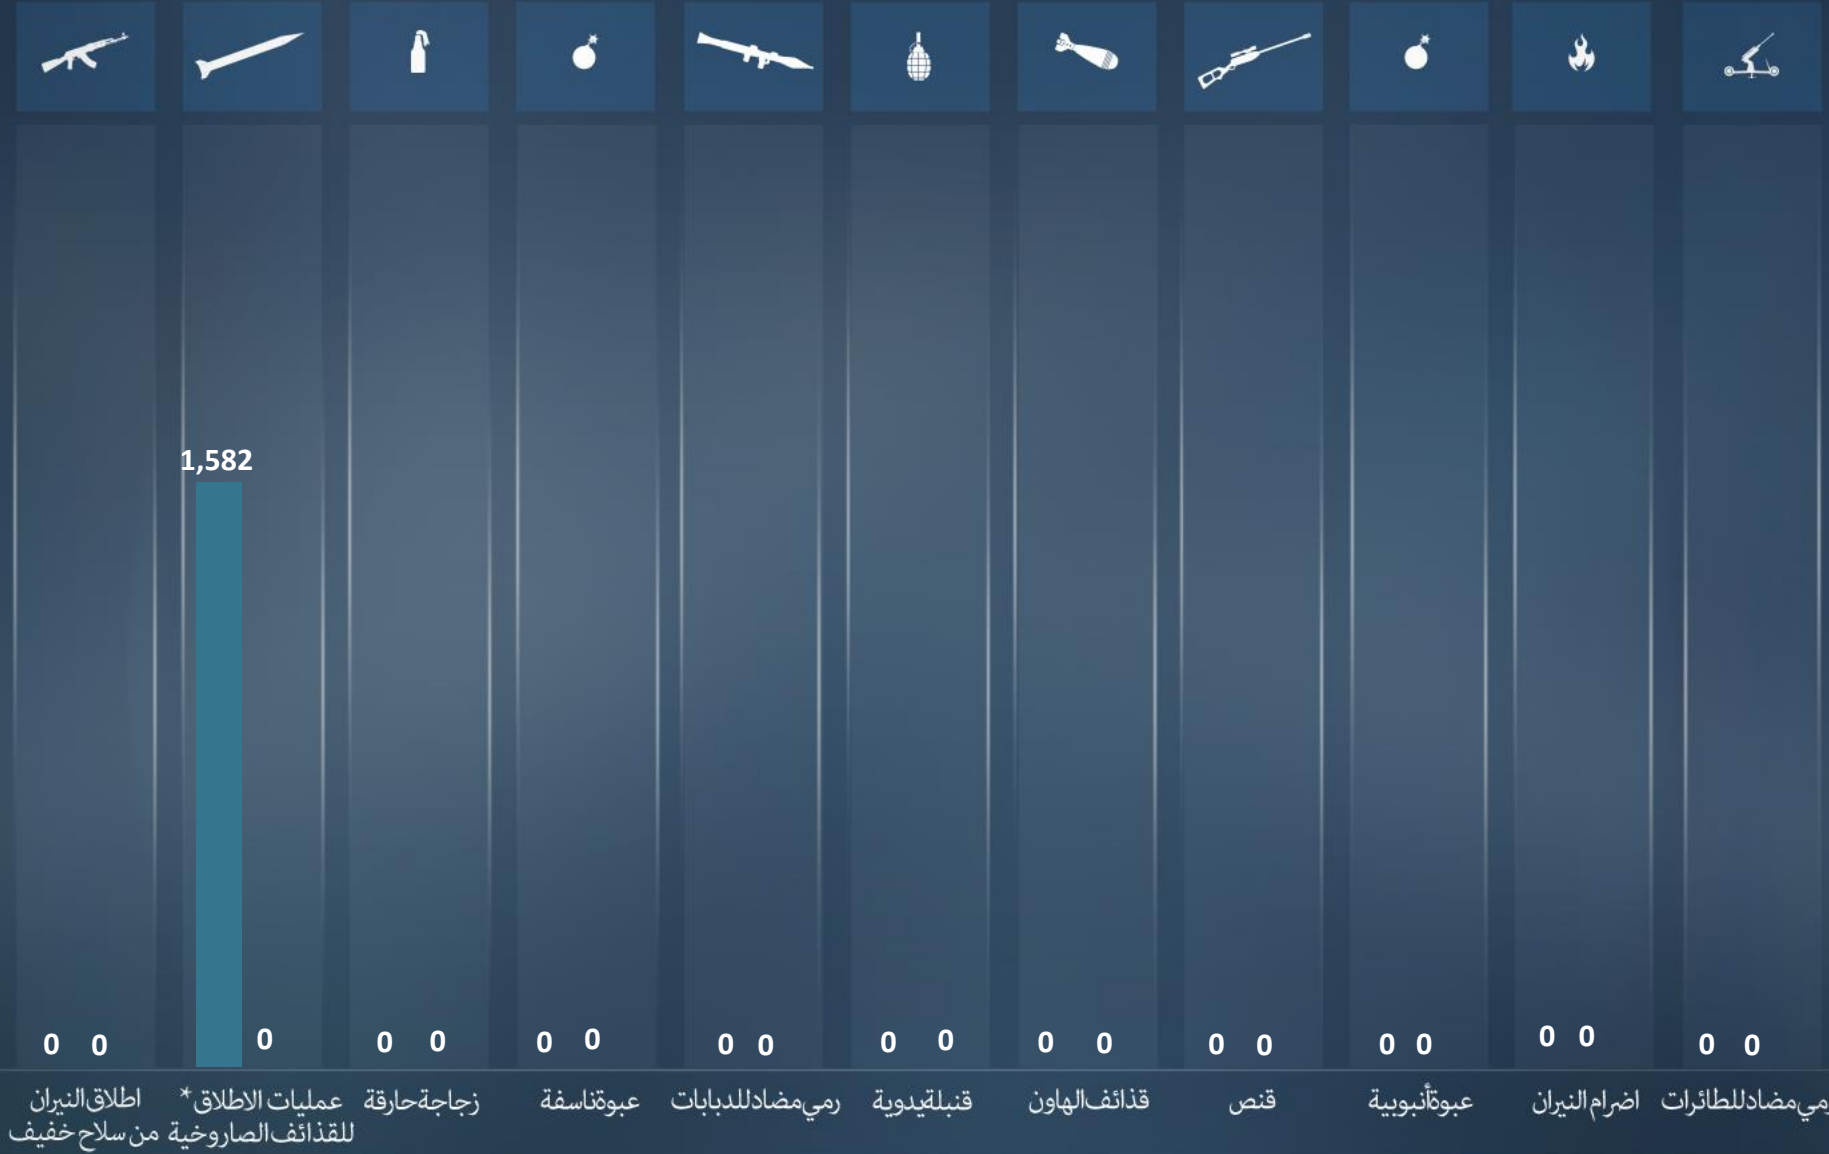 1,582
0 0
0
0 0
0 0
0 0
0 0
0 0
0 0
0 0
0 0
0 0
اطلاق النيران
من سلاح خفيف
عمليات الاطلاق *
للقذائف الصاروخية
زجاجة حارقة
عبوة ناسفة
رمي مضاد للدبابات
قنبلة يدوية
قذائف الهاون
قنص
عبوة أنبوبية
اضرام النيران
مي مضاد للطائرات